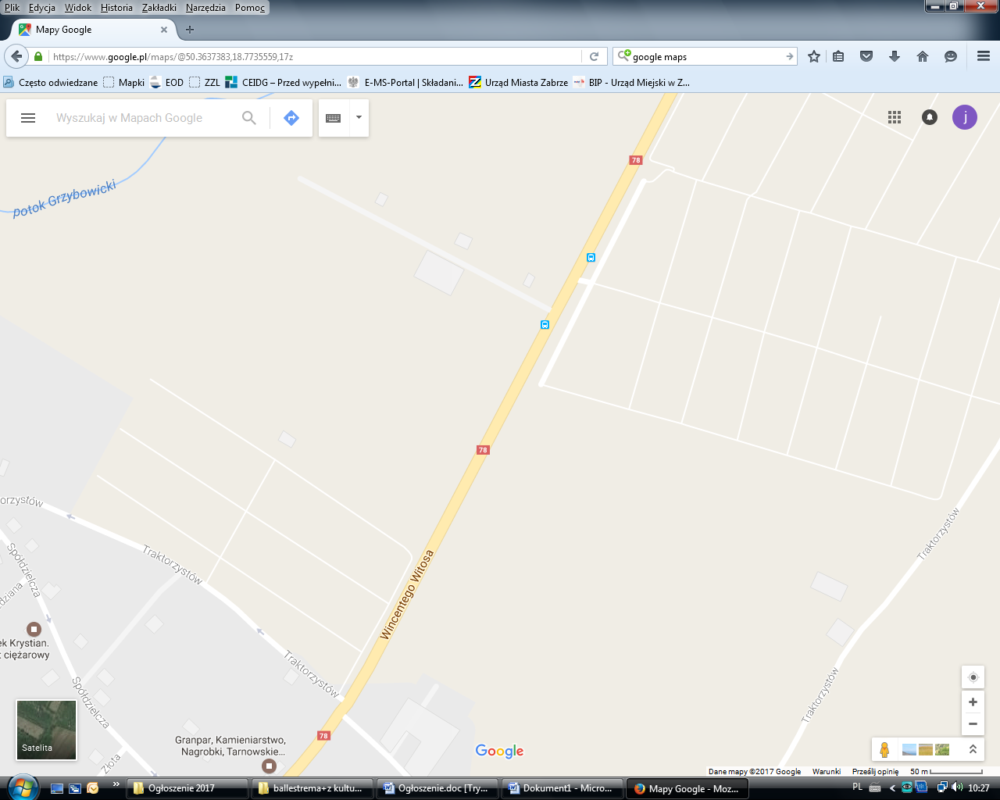 Plik Edycja Widok Historia Zakładki Narzędzia Pomoc
Mapy Google
https://www.google.pl/maps/@50.3637383,18.7735559,17z
google maps
Często odwiedzane Mapki EOD ZZL CEIDG – Przed wypełni... E-MS-Portal | Składani... Urząd Miasta Zabrze BIP - Urząd Miejski w Z...
Wyszukaj w Mapach Google
j
78
potok Grzybowicki
78
orzystów
Traktorzystów
Traktorzystów
Spółdzielcza
Wincentego Witosa
dziana
ek Krystian.
t ciężarowy
Traktorzystów
Spółdzielcza
Traktorzystów
78
Granpar, Kamieniarstwo,
Nagrobki, Tarnowskie...
Złota
Satelita
Google
Dane mapy ©2017 Google Warunki Prześlij opinię 50 m
Ogłoszenie 2017
ballestrema+z kultu...
Ogłoszenie.doc [Try...
Dokument1 - Micro...
Mapy Google - Moz...
PL
10:27